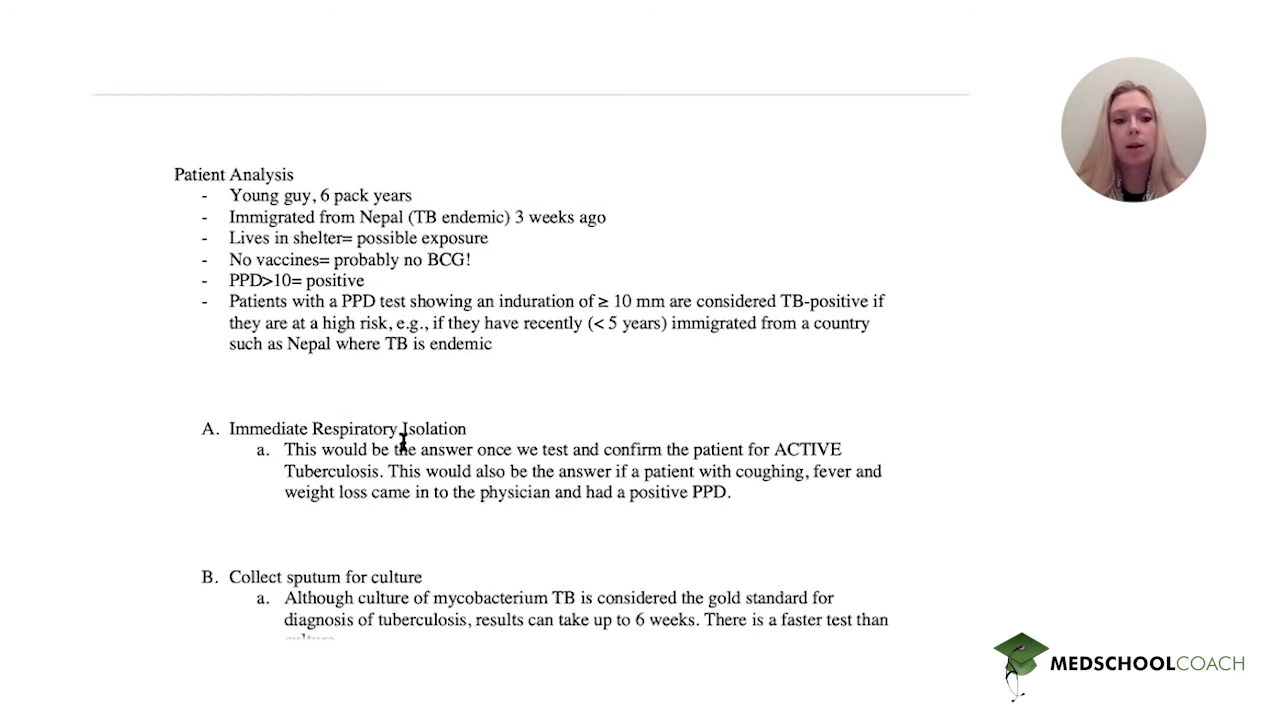 Patient Analysis
- Young guy, 6 pack years
- Immigrated from Nepal (TB endemic) 3 weeks ago
- Lives in shelter= possible exposure
- No vaccines= probably no BCG!
- PPD>10= positive
- Patients with a PPD test showing an induration of ≥ 10 mm are considered TB-positive if
they are at a high risk, e.g., if they have recently (< 5 years) immigrated from a country
such as Nepal where TB is endemic
A. Immediate Respiratory Isolation
a. This would be the answer once we test and confirm the patient for ACTIVE
Tuberculosis. This would also be the answer if a patient with coughing, fever and
weight loss came in to the physician and had a positive PPD.
B. Collect sputum for culture
a. Although culture of mycobacterium TB is considered the gold standard for
diagnosis of tuberculosis, results can take up to 6 weeks. There is a faster test than
MEDSCHOOLCOACH